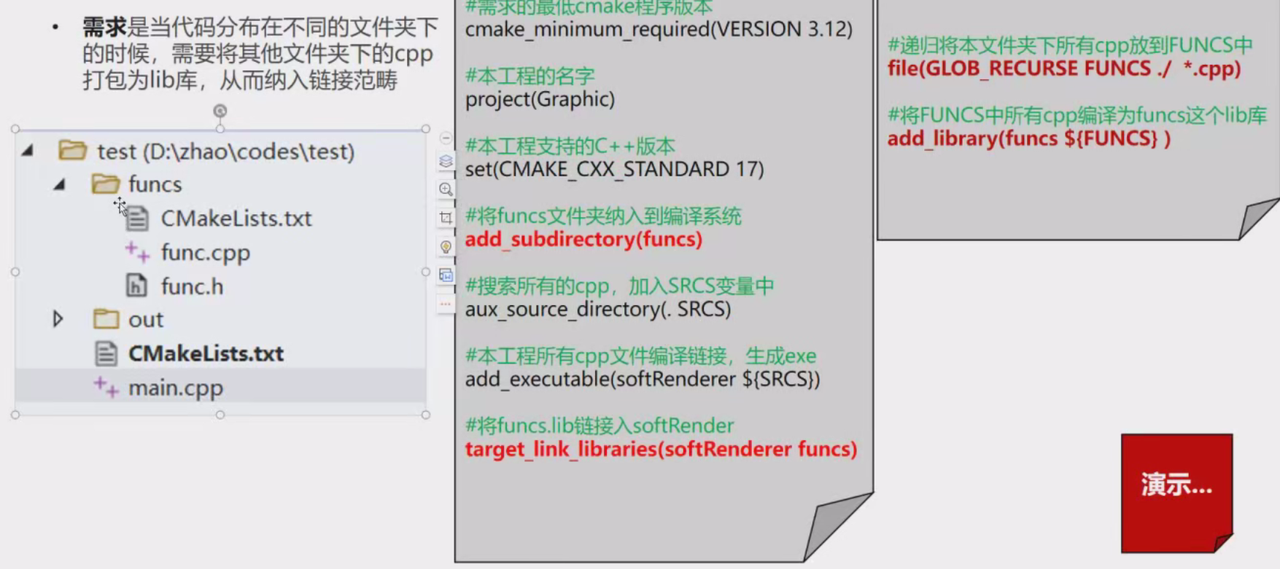 • 需求是当代码分布在不同的文件夹下
的时候，需要将其他文件夹下的cpp
打包为lib库，从而纳入链接范畴
test (D:\zhao\codes\test)
funcs
CMakeLists.txt
func.cpp
func.h
out
CMakeLists.txt
main.cpp
#需求的最低cmake程序版本
cmake_minimum_required(VERSION 3.12)
#本工程的名字
project(Graphic)
#本工程支持的C++版本
set(CMAKE_CXX_STANDARD 17)
#将funcs文件夹纳入到编译系统
add_subdirectory(funcs)
#搜索所有的cpp，加入SRCS变量中
aux_source_directory(. SRCS)
#本工程所有cpp文件编译链接，生成exe
add_executable(softRenderer ${SRCS})
#将funcs.lib链接入softRender
target_link_libraries(softRenderer funcs)
#递归将本文件夹下所有cpp放到FUNCS中
file(GLOB_RECURSE FUNCS ./  *.cpp)
#将FUNCS中所有cpp编译为funcs这个lib库
add_library(funcs ${FUNCS} )
演示...